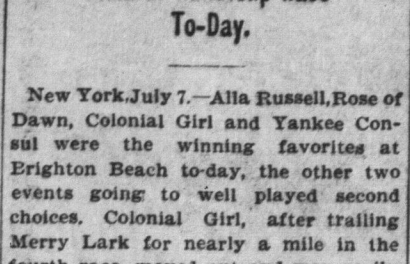 To-Day.
New York, July 7.—Alla Russell, Rose of
Dawn, Colonial Girl and Yankee Con-
sul were the winning favorites at
Brighton Beach to-day, the other two
events going to well played second
choices. Colonial Girl, after trailing
Merry Lark for nearly a mile in the